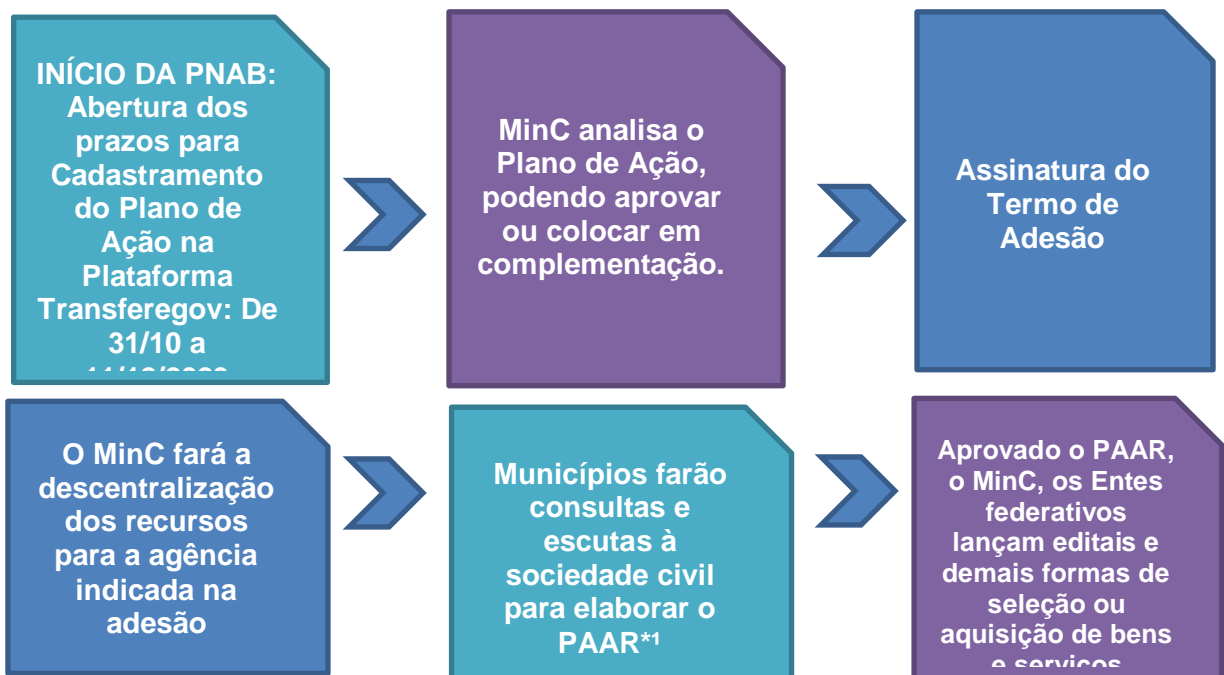 INÍCIO DA PNAB:
Abertura dos
prazos para
Cadastramento
do Plano de
Ação na
Plataforma
Transferegov: De
31/10 a
MinC analisa o
Plano de Ação,
podendo aprovar
ou colocar em
complementação.
Assinatura do
Termo de
Adesão
O MinC fará a
descentralização
dos recursos
para a agência
indicada na
adesão
Municípios farão
consultas e
escutas à
sociedade civil
para elaborar o
PAAR*¹
Aprovado o PAAR,
o MinC, os Entes
federativos
lançam editais e
demais formas de
seleção ou
aquisição de bens
e serviços